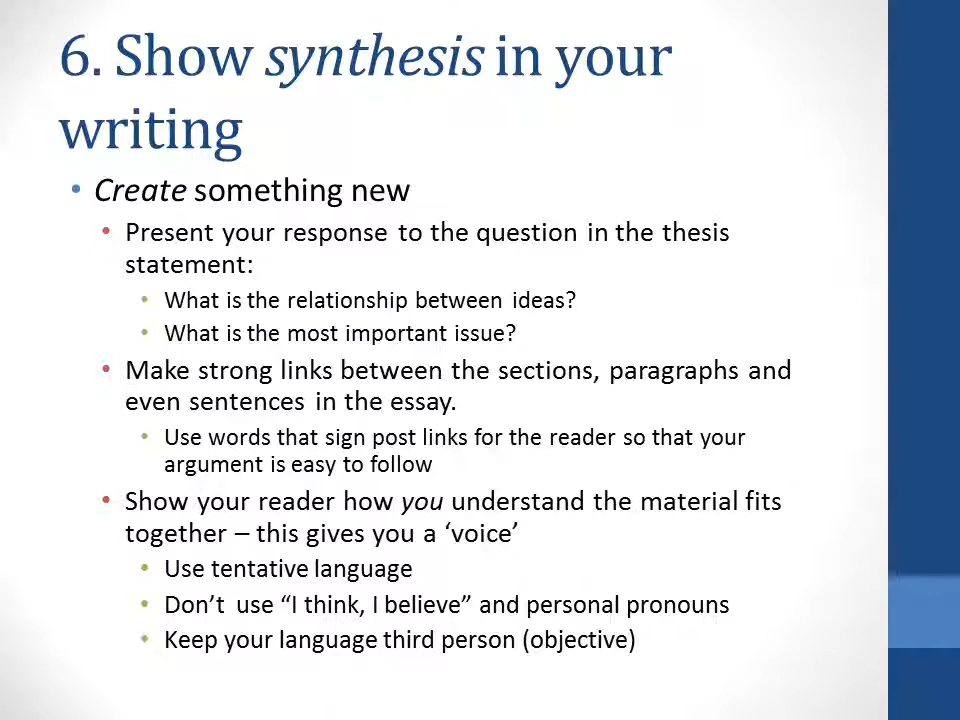 6. Show synthesis in your
writing
• Create something new
• Present your response to the question in the thesis
statement:
• What is the relationship between ideas?
• What is the most important issue?
• Make strong links between the sections, paragraphs and
even sentences in the essay.
• Use words that sign post links for the reader so that your
argument is easy to follow
• Show your reader how you understand the material fits
together – this gives you a ‘voice’
• Use tentative language
• Don’t use “I think, I believe” and personal pronouns
• Keep your language third person (objective)